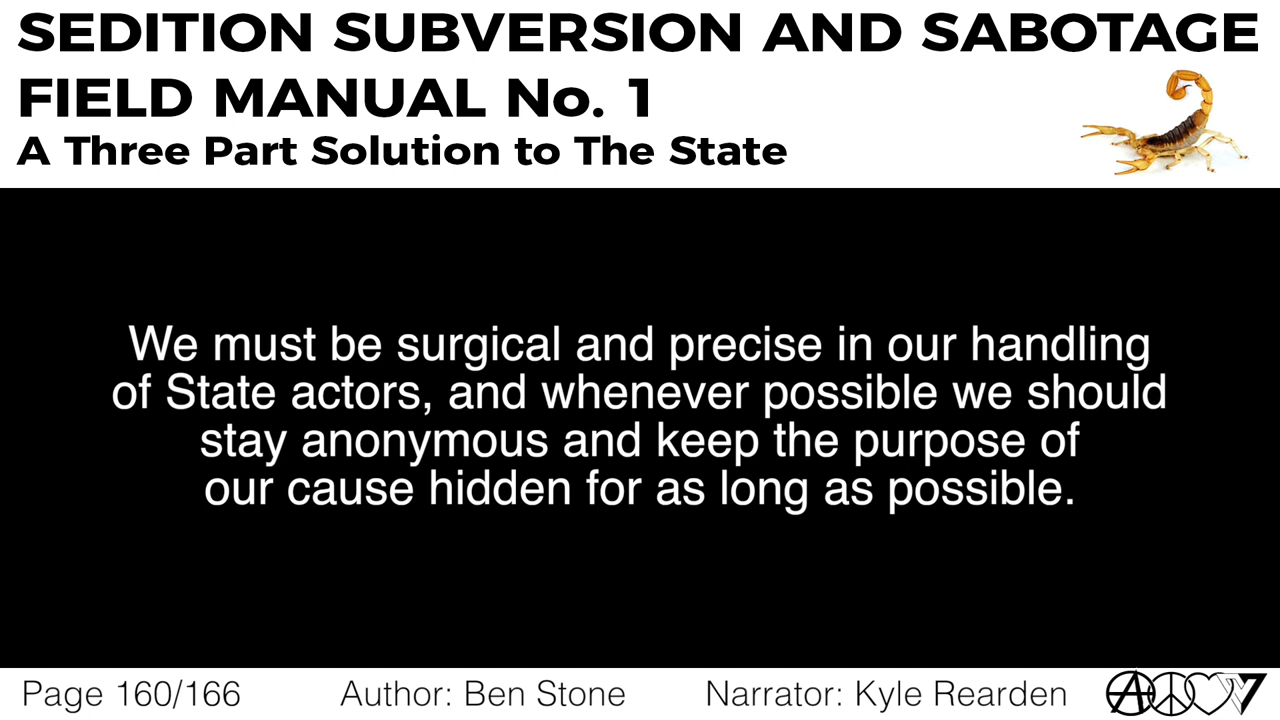 SEDITION SUBVERSION AND SABOTAGE
FIELD MANUAL No. 1
A Three Part Solution to The State
We must be surgical and precise in our handling
of State actors, and whenever possible we should
stay anonymous and keep the purpose of
our cause hidden for as long as possible.
Page 160/166 Author: Ben Stone Narrator: Kyle Rearden